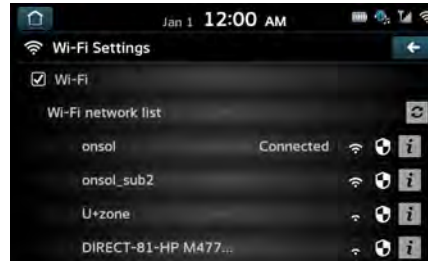 Jan 1 12:00 AM
Wi-Fi Settings
Wi-Fi
Wi-Fi network list
onsol Connected i
onsol_sub2 i
U+zone i
DIRECT-81-HP M477... i